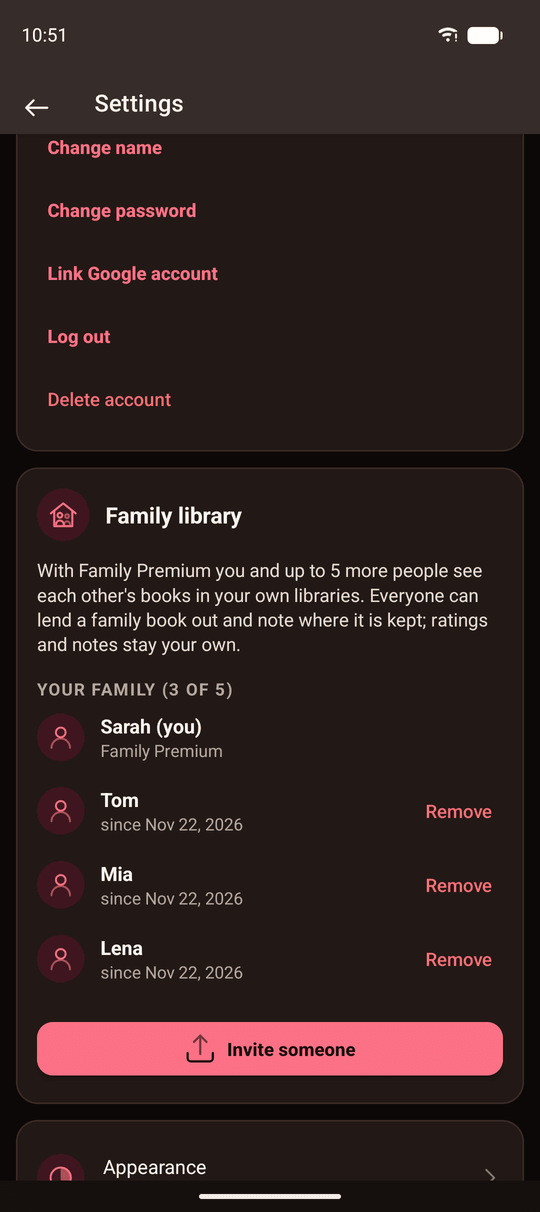 10:51
Settings
Change name
Change password
Link Google account
Log out
Delete account
Family library
With Family Premium you and up to 5 more people see
each other's books in your own libraries. Everyone can
lend a family book out and note where it is kept; ratings
and notes stay your own.
YOUR FAMILY (3 OF 5)
Sarah (you)
Family Premium
Tom
since Nov 22, 2026
Remove
Mia
since Nov 22, 2026
Remove
Lena
since Nov 22, 2026
Remove
Invite someone
Appearance